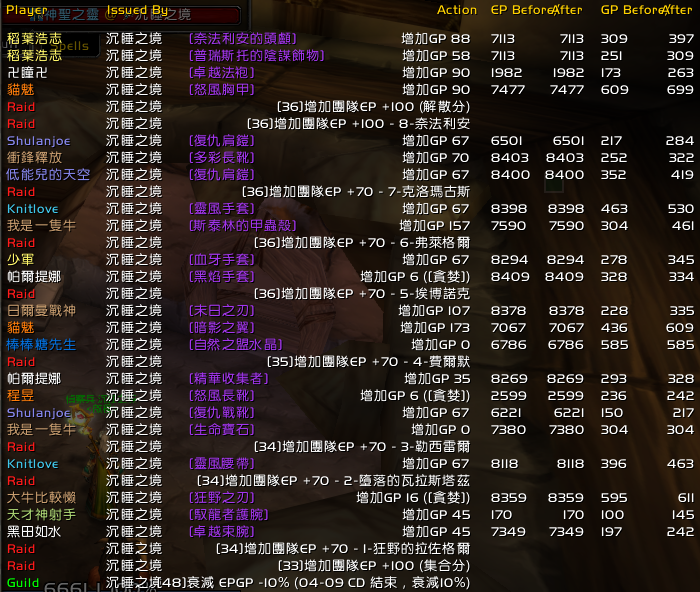 Player Issued By Action EP Before After GP Before After
稻葉浩志 沉睡之境 [奈法利安的頭顱] 增加GP 88 7113 7113 309 397
稻葉浩志 沉睡之境 [普瑞斯托的陰謀飾物] 增加GP 58 7113 7113 251 309
卍瞳卍 沉睡之境 [卓越法袍] 增加GP 90 1982 1982 173 263
貓魅 沉睡之境 [怒風胸甲] 增加GP 90 7477 7477 609 699
Raid 沉睡之境 (36)增加團隊EP +100 (解散分)
Raid 沉睡之境 (36)增加團隊EP +100 - 8-奈法利安
Shulanjoe 沉睡之境 [復仇肩鎧] 增加GP 67 6501 6501 217 284
衝鋒釋放 沉睡之境 [多彩長靴] 增加GP 70 8403 8403 252 322
低能兒的天空 沉睡之境 [復仇肩鎧] 增加GP 67 8400 8400 352 419
Raid 沉睡之境 (36)增加團隊EP +70 - 7-克洛瑪古斯
Knitlove 沉睡之境 [靈風手套] 增加GP 67 8398 8398 463 530
我是一隻牛 沉睡之境 [斯泰林的甲蟲殼] 增加GP 157 7590 7590 304 461
Raid 沉睡之境 (36)增加團隊EP +70 - 6-弗萊格爾
少軍 沉睡之境 [血牙手套] 增加GP 67 8294 8294 278 345
帕爾提娜 沉睡之境 [黑焰手套] 增加GP 6 ([貪婪]) 8409 8409 328 334
Raid 沉睡之境 (36)增加團隊EP +70 - 5-埃博諾克
日爾曼戰神 沉睡之境 [末日之刃] 增加GP 107 8378 8378 228 335
貓魅 沉睡之境 [暗影之翼] 增加GP 173 7067 7067 436 609
棒棒糖先生 沉睡之境 [自然之盟水晶] 增加GP 0 6786 6786 585 585
Raid 沉睡之境 (35)增加團隊EP +70 - 4-費爾默
帕爾提娜 沉睡之境 [精華收集者] 增加GP 35 8269 8269 293 328
程昱 沉睡之境 [怒風長靴] 增加GP 6 ([貪婪]) 2599 2599 236 242
Shulanjoe 沉睡之境 [復仇戰靴] 增加GP 67 6221 6221 150 217
我是一隻牛 沉睡之境 [生命寶石] 增加GP 0 7380 7380 304 304
Raid 沉睡之境 (34)增加團隊EP +70 - 3-勒西雷爾
Knitlove 沉睡之境 [靈風腰帶] 增加GP 67 8118 8118 396 463
Raid 沉睡之境 (34)增加團隊EP +70 - 2-墮落的瓦拉斯塔茲
大牛比較懶 沉睡之境 [狂野之刃] 增加GP 16 ([貪婪]) 8359 8359 595 611
天才神射手 沉睡之境 [馭龍者護腕] 增加GP 45 170 170 100 145
黑田如水 沉睡之境 [卓越束腕] 增加GP 45 7349 7349 197 242
Raid 沉睡之境 (34)增加團隊EP +70 - 1-狂野的拉佐格爾
Raid 沉睡之境 (33)增加團隊EP +100 (集合分)
Guild 沉睡之境 (48)衰減 EPGP -10% (04-09 CD 結束，衰減10%)